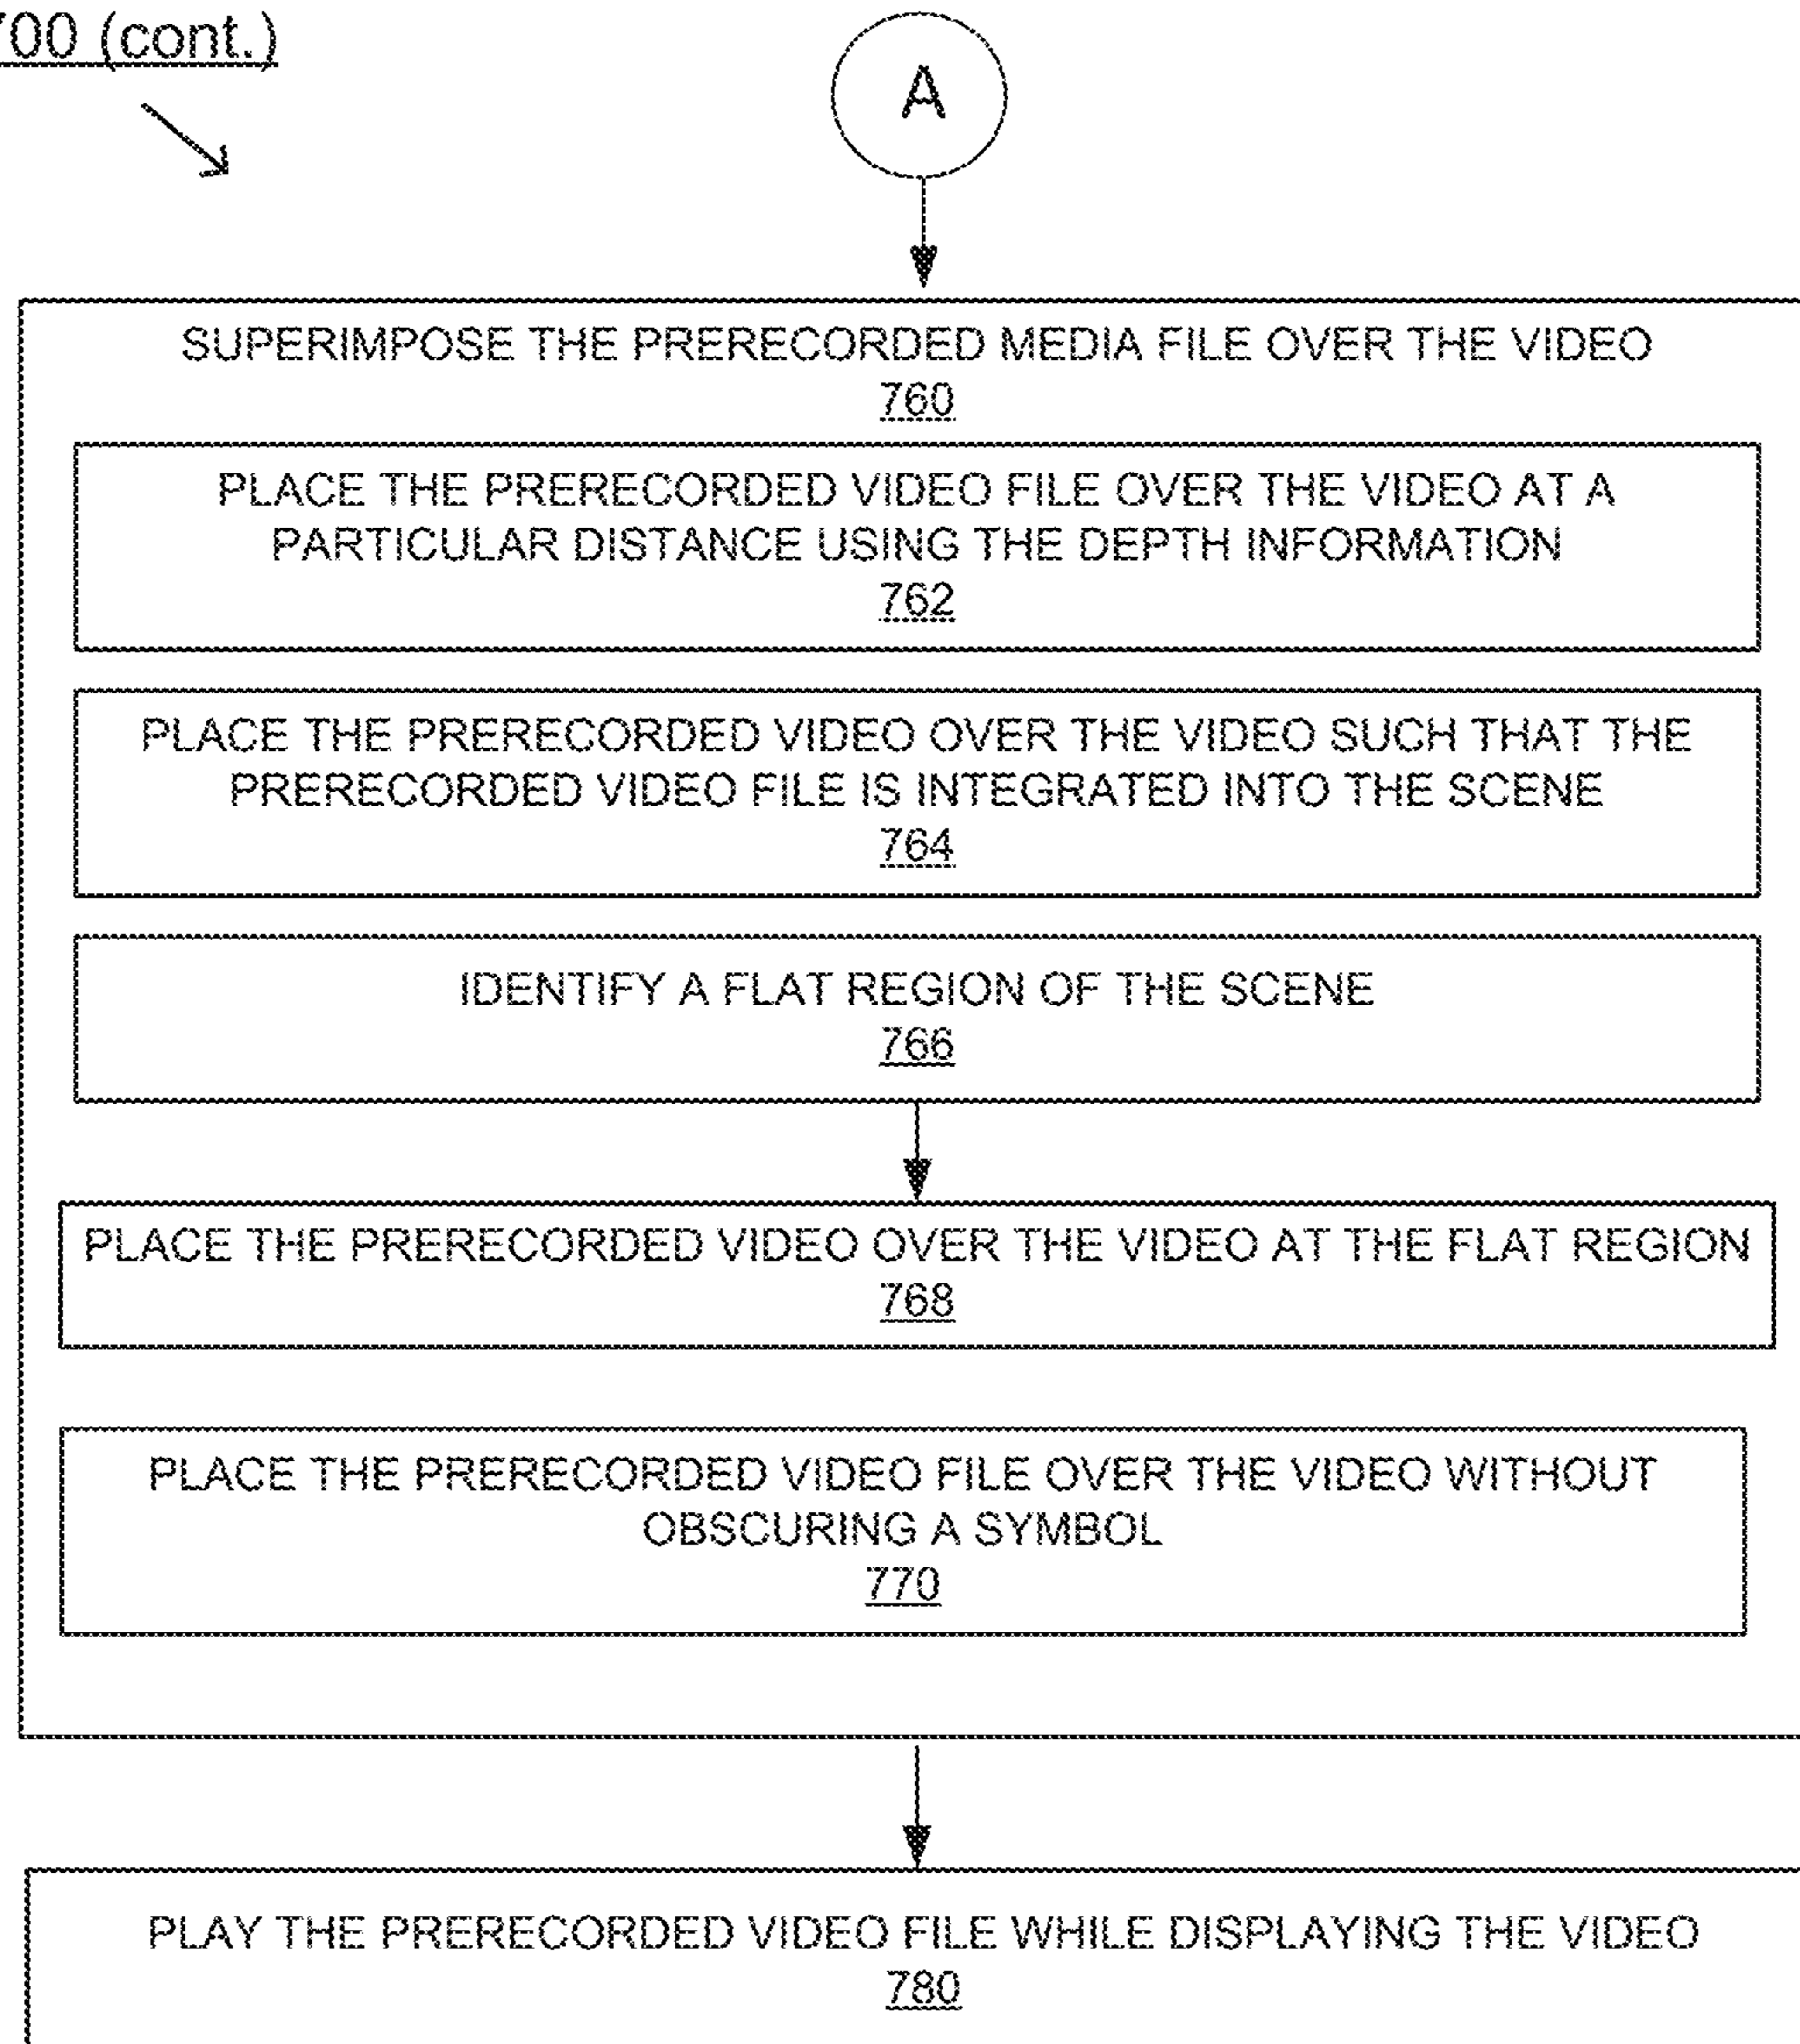 700 (cont.)
A
SUPERIMPOSE THE PRERECORDED MEDIA FILE OVER THE VIDEO
760
PLACE THE PRERECORDED VIDEO FILE OVER THE VIDEO AT A
PARTICULAR DISTANCE USING THE DEPTH INFORMATION
762
PLACE THE PRERECORDED VIDEO OVER THE VIDEO SUCH THAT THE
PRERECORDED VIDEO FILE IS INTEGRATED INTO THE SCENE
764
IDENTIFY A FLAT REGION OF THE SCENE
766
PLACE THE PRERECORDED VIDEO OVER THE VIDEO AT THE FLAT REGION
768
PLACE THE PRERECORDED VIDEO FILE OVER THE VIDEO WITHOUT
OBSCURING A SYMBOL
770
PLAY THE PRERECORDED VIDEO FILE WHILE DISPLAYING THE VIDEO
780